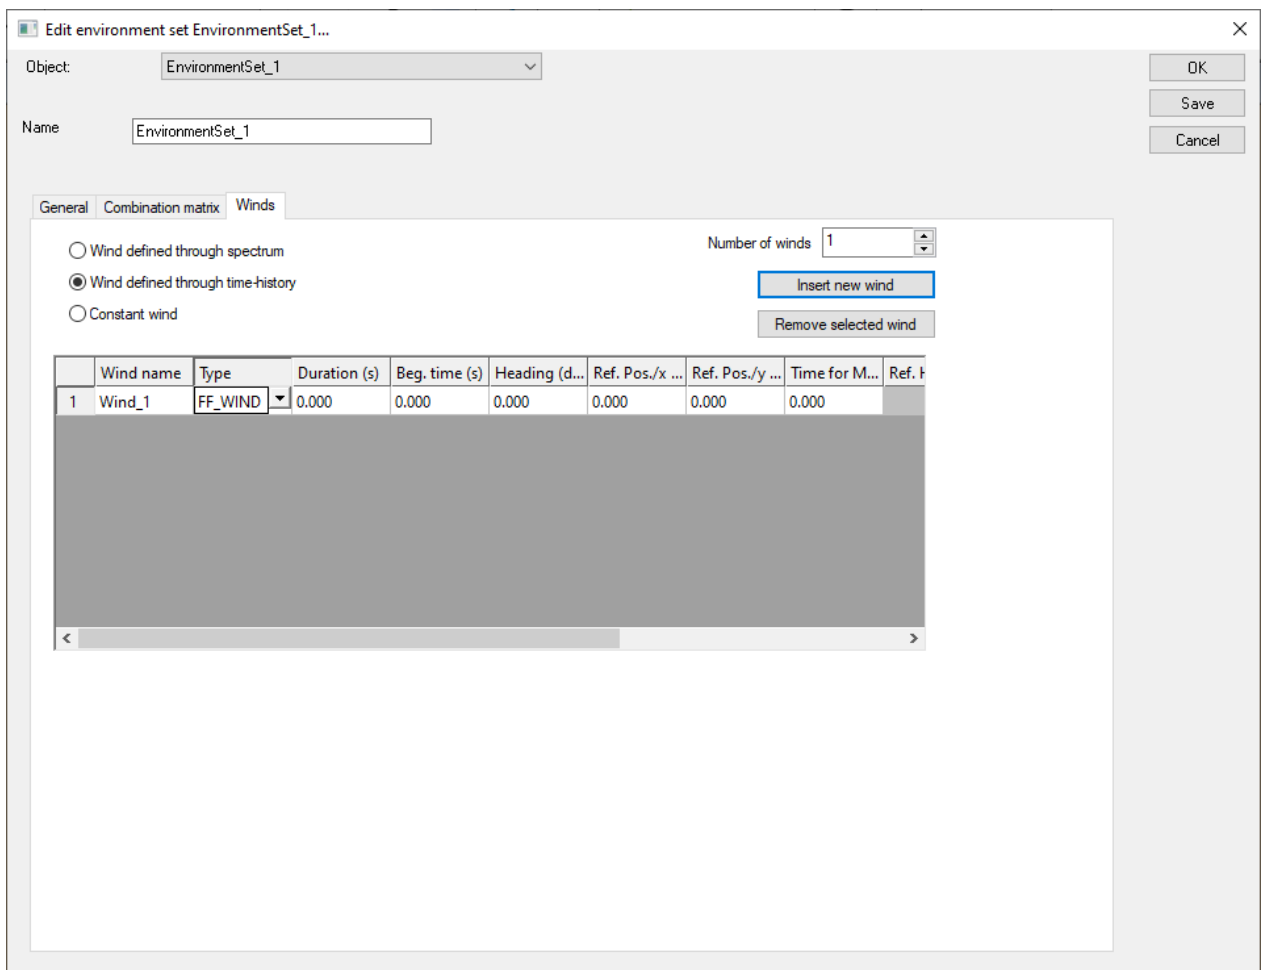 Edit environment set EnvironmentSet_1...
Object: EnvironmentSet_1
OK
Save
Name EnvironmentSet_1
Cancel
General Combination matrix Winds
Wind defined through spectrum
Number of winds 1
Wind defined through time-history
Insert new wind
Constant wind
Remove selected wind
Wind name Type Duration (s) Beg. time (s) Heading (d... Ref. Pos./x ... Ref. Pos./y ... Time for M... Ref. H
1 Wind_1 FF_WIND 0.000 0.000 0.000 0.000 0.000 0.000